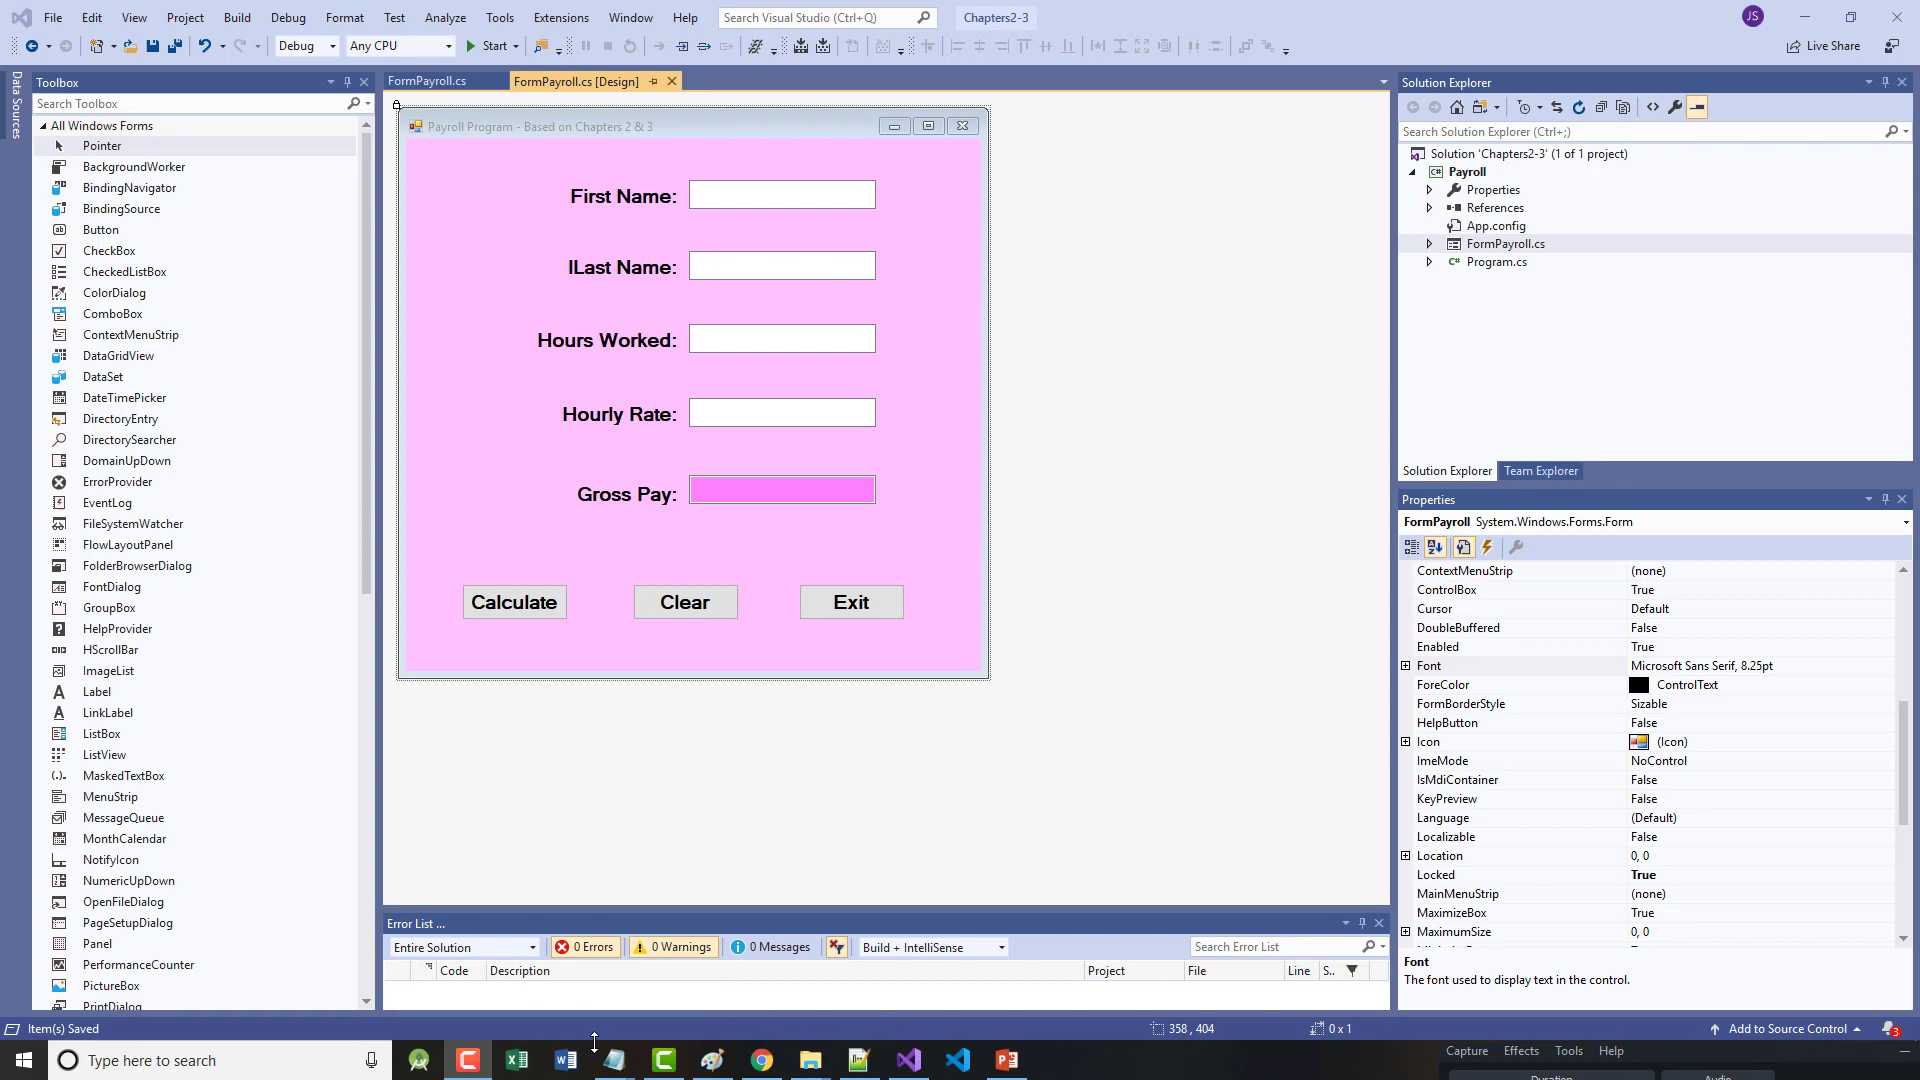 File Edit View Project Build Debug Format Test Analyze Tools Extensions Window Help Search Visual Studio (Ctrl+Q) Chapters2-3 JS
Debug Any CPU Start Live Share
Data Sources
Toolbox
Search Toolbox
All Windows Forms
Pointer
BackgroundWorker
BindingNavigator
BindingSource
Button
CheckBox
CheckedListBox
ColorDialog
ComboBox
ContextMenuStrip
DataGridView
DataSet
DateTimePicker
DirectoryEntry
DirectorySearcher
DomainUpDown
ErrorProvider
EventLog
FileSystemWatcher
FlowLayoutPanel
FolderBrowserDialog
FontDialog
GroupBox
HelpProvider
HScrollBar
ImageList
Label
LinkLabel
ListBox
ListView
MaskedTextBox
MenuStrip
MessageQueue
MonthCalendar
NotifyIcon
NumericUpDown
OpenFileDialog
PageSetupDialog
Panel
PerformanceCounter
PictureBox
PrintDialog
FormPayroll.cs FormPayroll.cs [Design]
Payroll Program - Based on Chapters 2 & 3
First Name:
lLast Name:
Hours Worked:
Hourly Rate:
Gross Pay:
Calculate Clear Exit
Error List ...
Entire Solution 0 Errors 0 Warnings 0 Messages Build + IntelliSense Search Error List
Code Description Project File Line S..
Solution Explorer
Search Solution Explorer (Ctrl+;)
Solution 'Chapters2-3' (1 of 1 project)
Payroll
Properties
References
App.config
FormPayroll.cs
Program.cs
Solution Explorer Team Explorer
Properties
FormPayroll System.Windows.Forms.Form
ContextMenuStrip (none)
ControlBox True
Cursor Default
DoubleBuffered False
Enabled True
Font Microsoft Sans Serif, 8.25pt
ForeColor ControlText
FormBorderStyle Sizable
HelpButton False
Icon (Icon)
ImeMode NoControl
IsMdiContainer False
KeyPreview False
Language (Default)
Localizable False
Location 0, 0
Locked True
MainMenuStrip (none)
MaximizeBox True
MaximumSize 0, 0
Font
The font used to display text in the control.
Item(s) Saved 358 , 404 0 x 1 Add to Source Control 3
Type here to search
Capture Effects Tools Help
Duration Audio